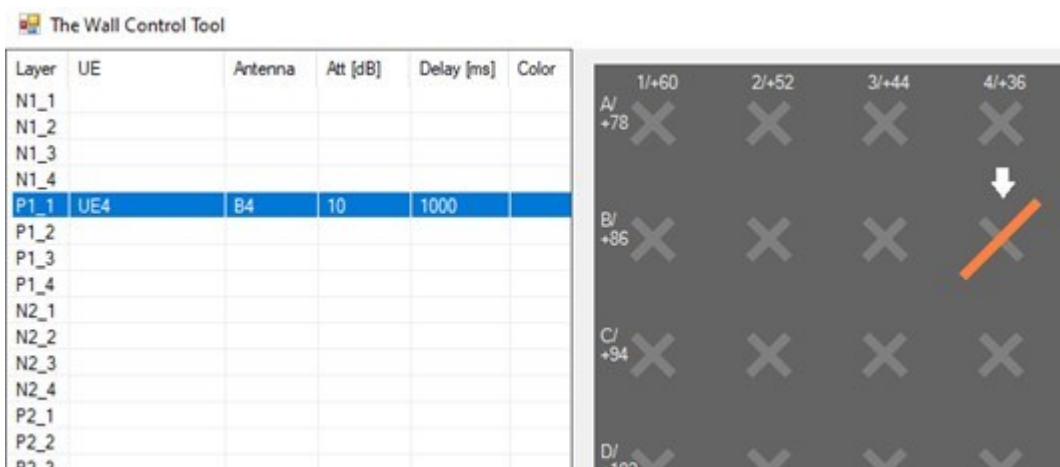 The Wall Control Tool
Layer UE Antenna Att [dB] Delay [ms] Color
N1_1
N1_2
N1_3
N1_4
P1_1 UE4 B4 10 1000
P1_2
P1_3
P1_4
N2_1
N2_2
N2_3
N2_4
P2_1
P2_2
1/+60 2/+52 3/+44 4/+36
A/
+78
B/
+86
C/
+94
D/